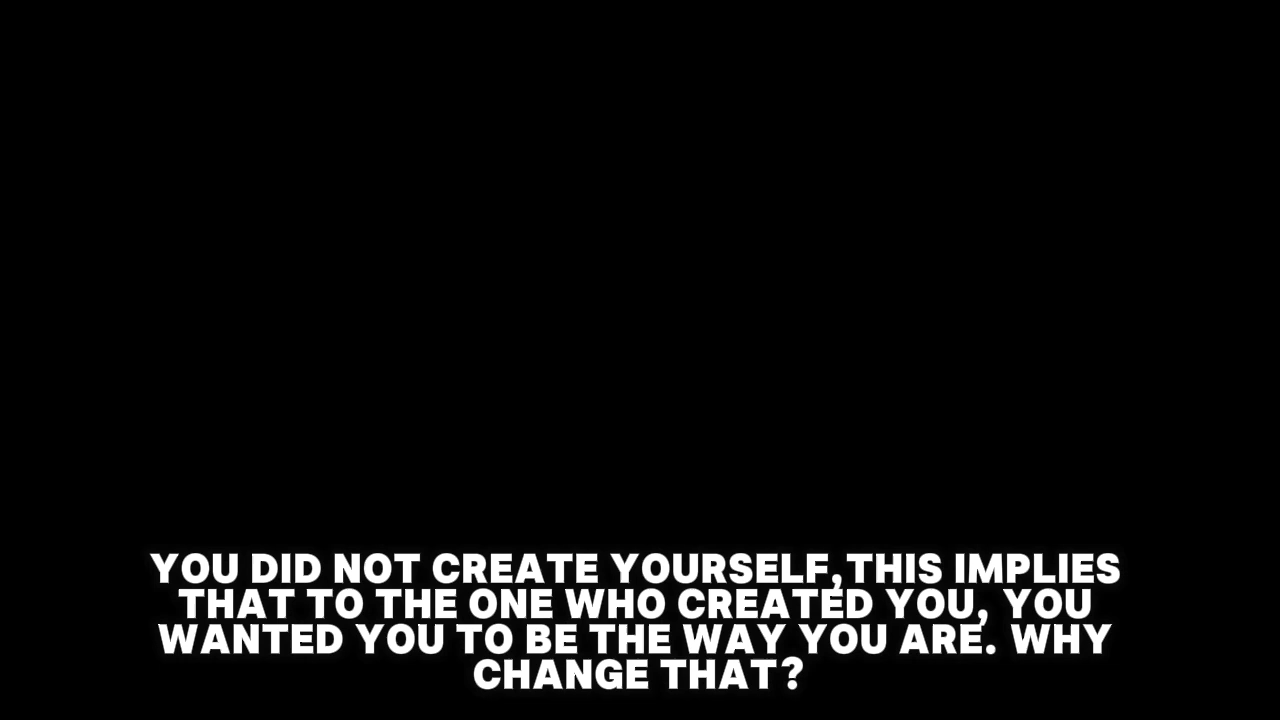 YOU DID NOT CREATE YOURSELF,THIS IMPLIES
THAT TO THE ONE WHO CREATED YOU, YOU
WANTED YOU TO BE THE WAY YOU ARE. WHY
CHANGE THAT?